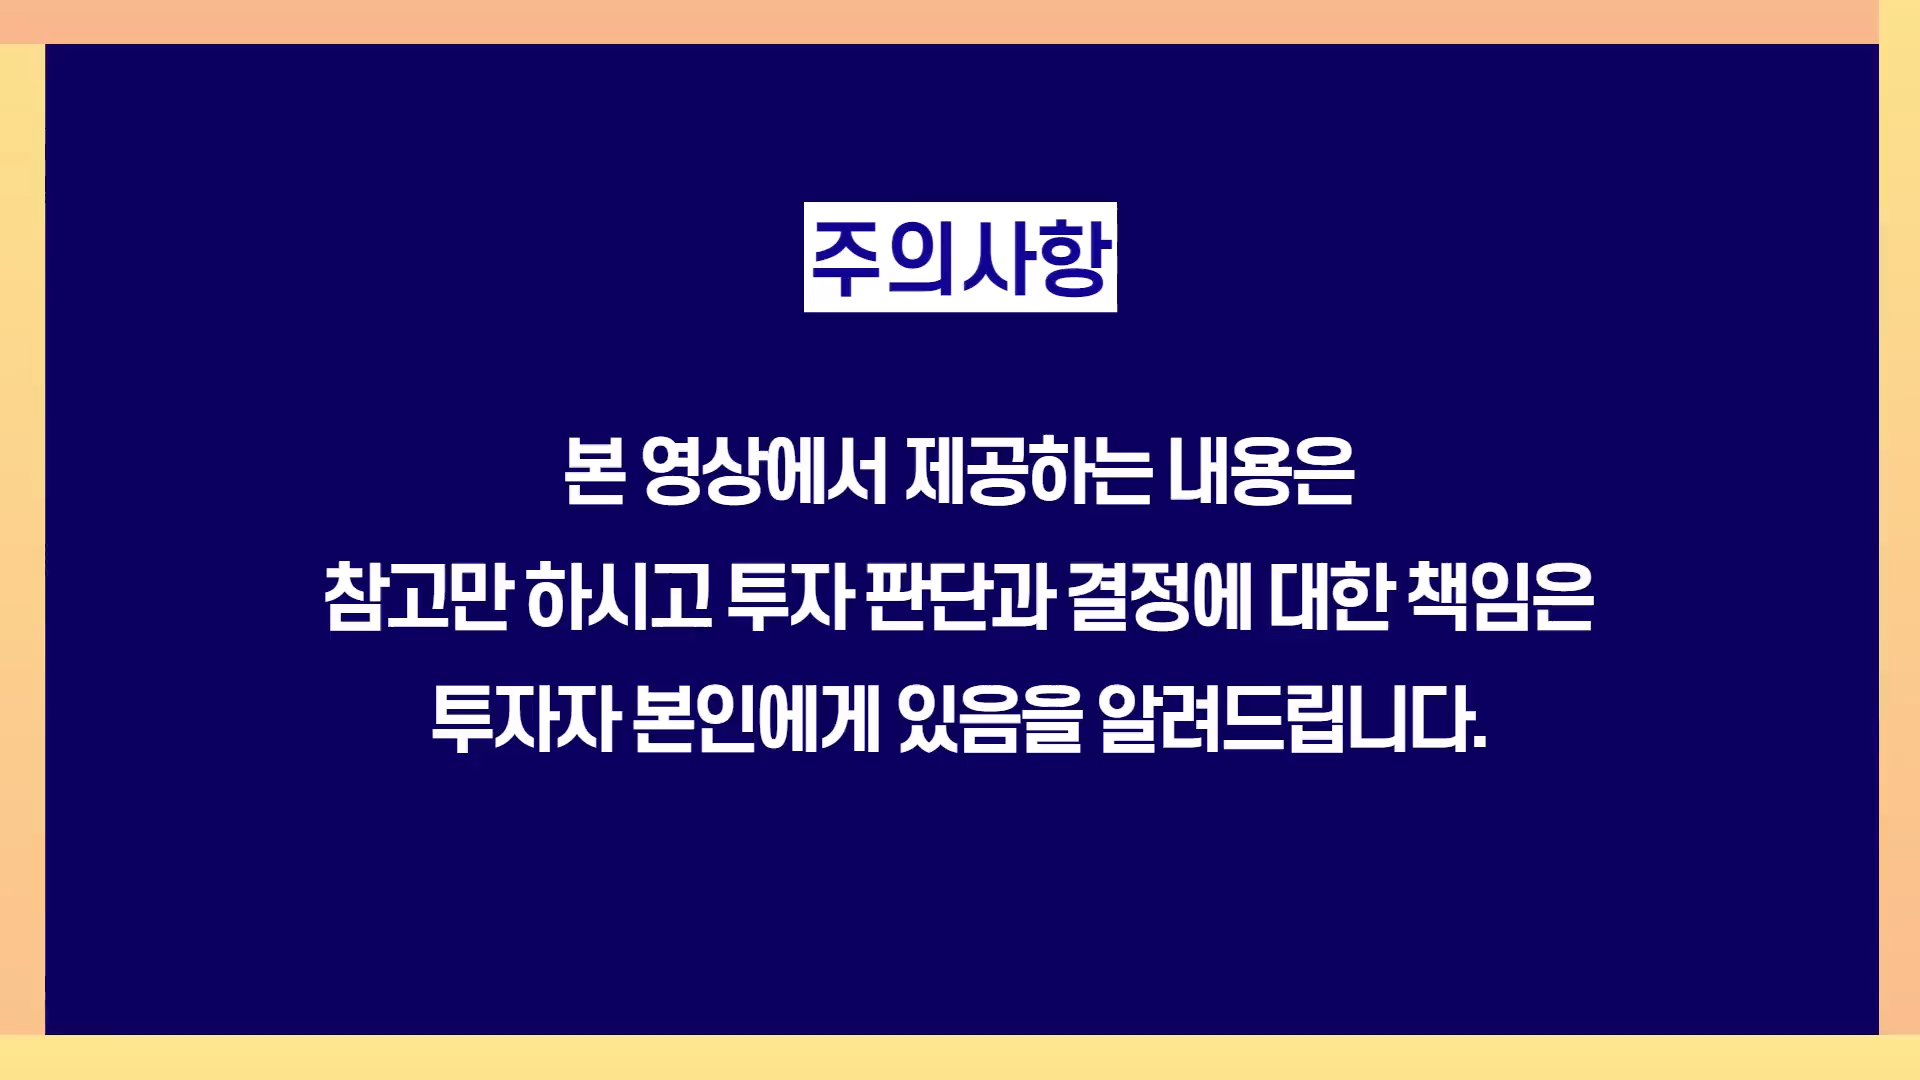 주의사항
본 영상에서 제공하는 내용은
참고만 하시고 투자 판단과 결정에 대한 책임은
투자자 본인에게 있음을 알려드립니다.